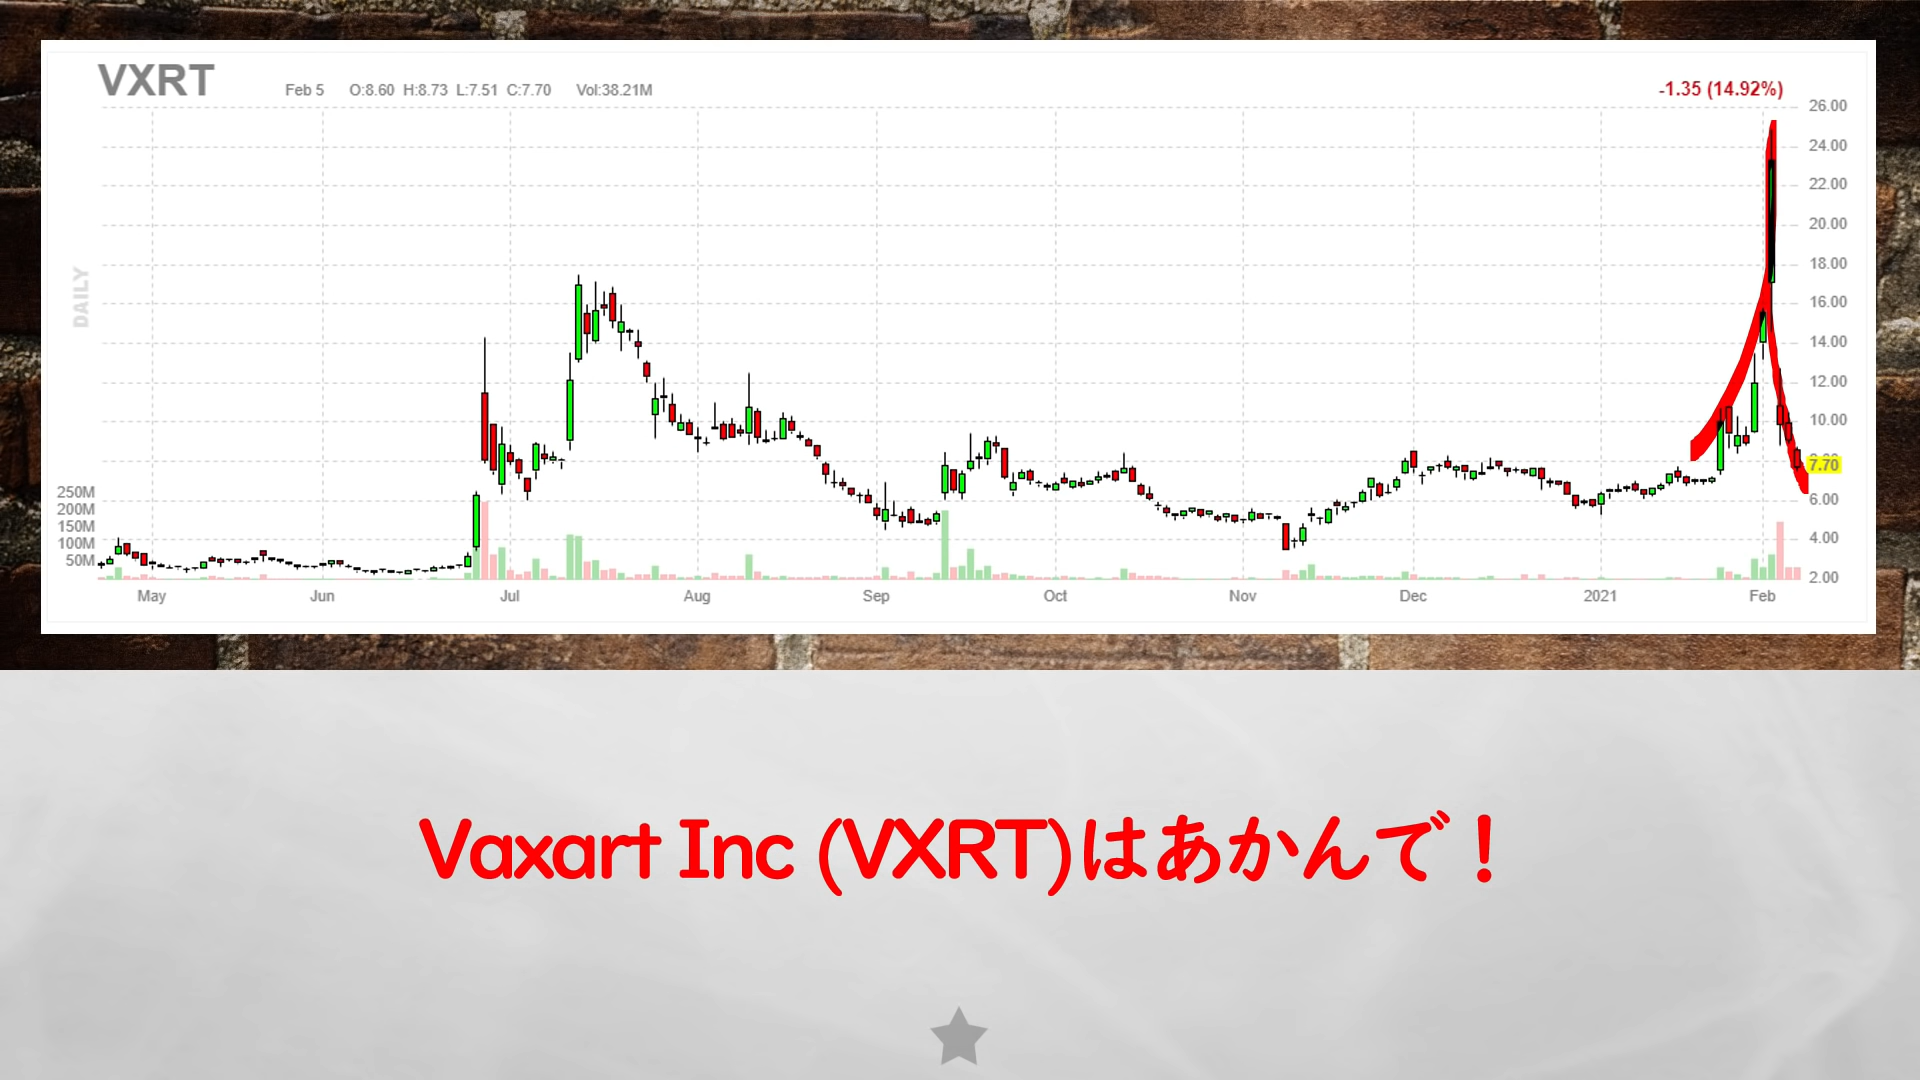 VXRT
Feb 5 O:8.60 H:8.73 L:7.51 C:7.70 Vol:38.21M
-1.35 (14.92%)
26.00
24.00
22.00
20.00
18.00
16.00
14.00
12.00
10.00
7.70
6.00
4.00
2.00
DAILY
250M
200M
150M
100M
50M
May Jun Jul Aug Sep Oct Nov Dec 2021 Feb
Vaxart Inc (VXRT)はあかんで！